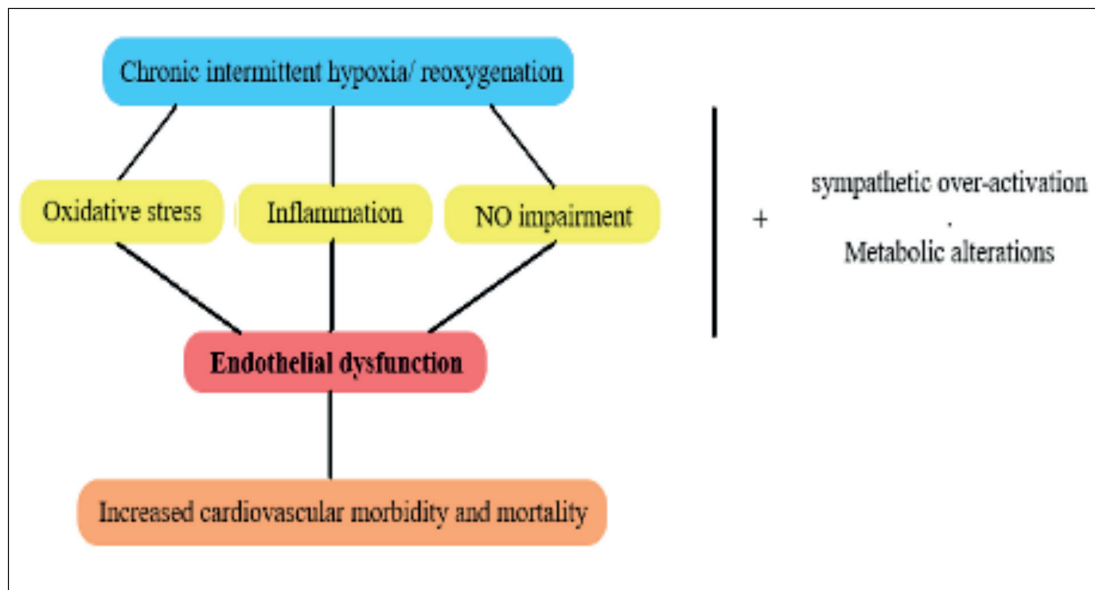 Chronic intermittent hypoxia/ reoxygenation
Oxidative stress
Inflammation
NO impairment
Endothelial dysfunction
Increased cardiovascular morbidity and mortality
+
sympathetic over-activation
.
Metabolic alterations